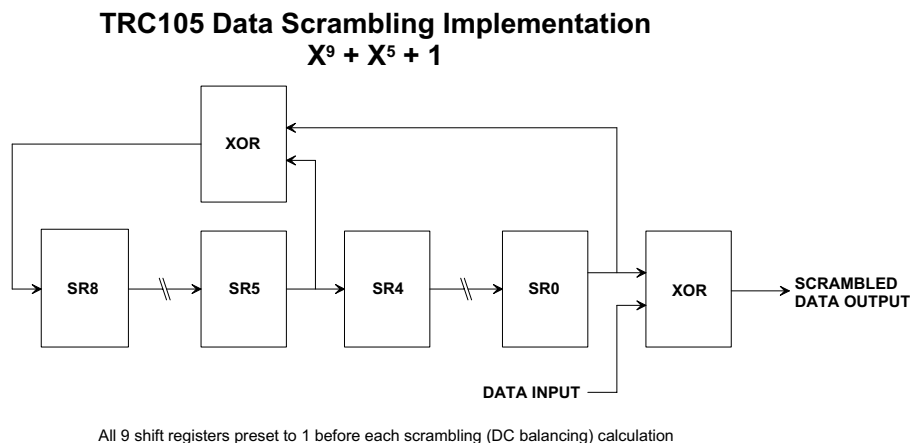 TRC105 Data Scrambling Implementation
X⁹ + X⁵ + 1
XOR
SR8
SR5
SR4
SR0
XOR
SCRAMBLED
DATA OUTPUT
DATA INPUT
All 9 shift registers preset to 1 before each scrambling (DC balancing) calculation